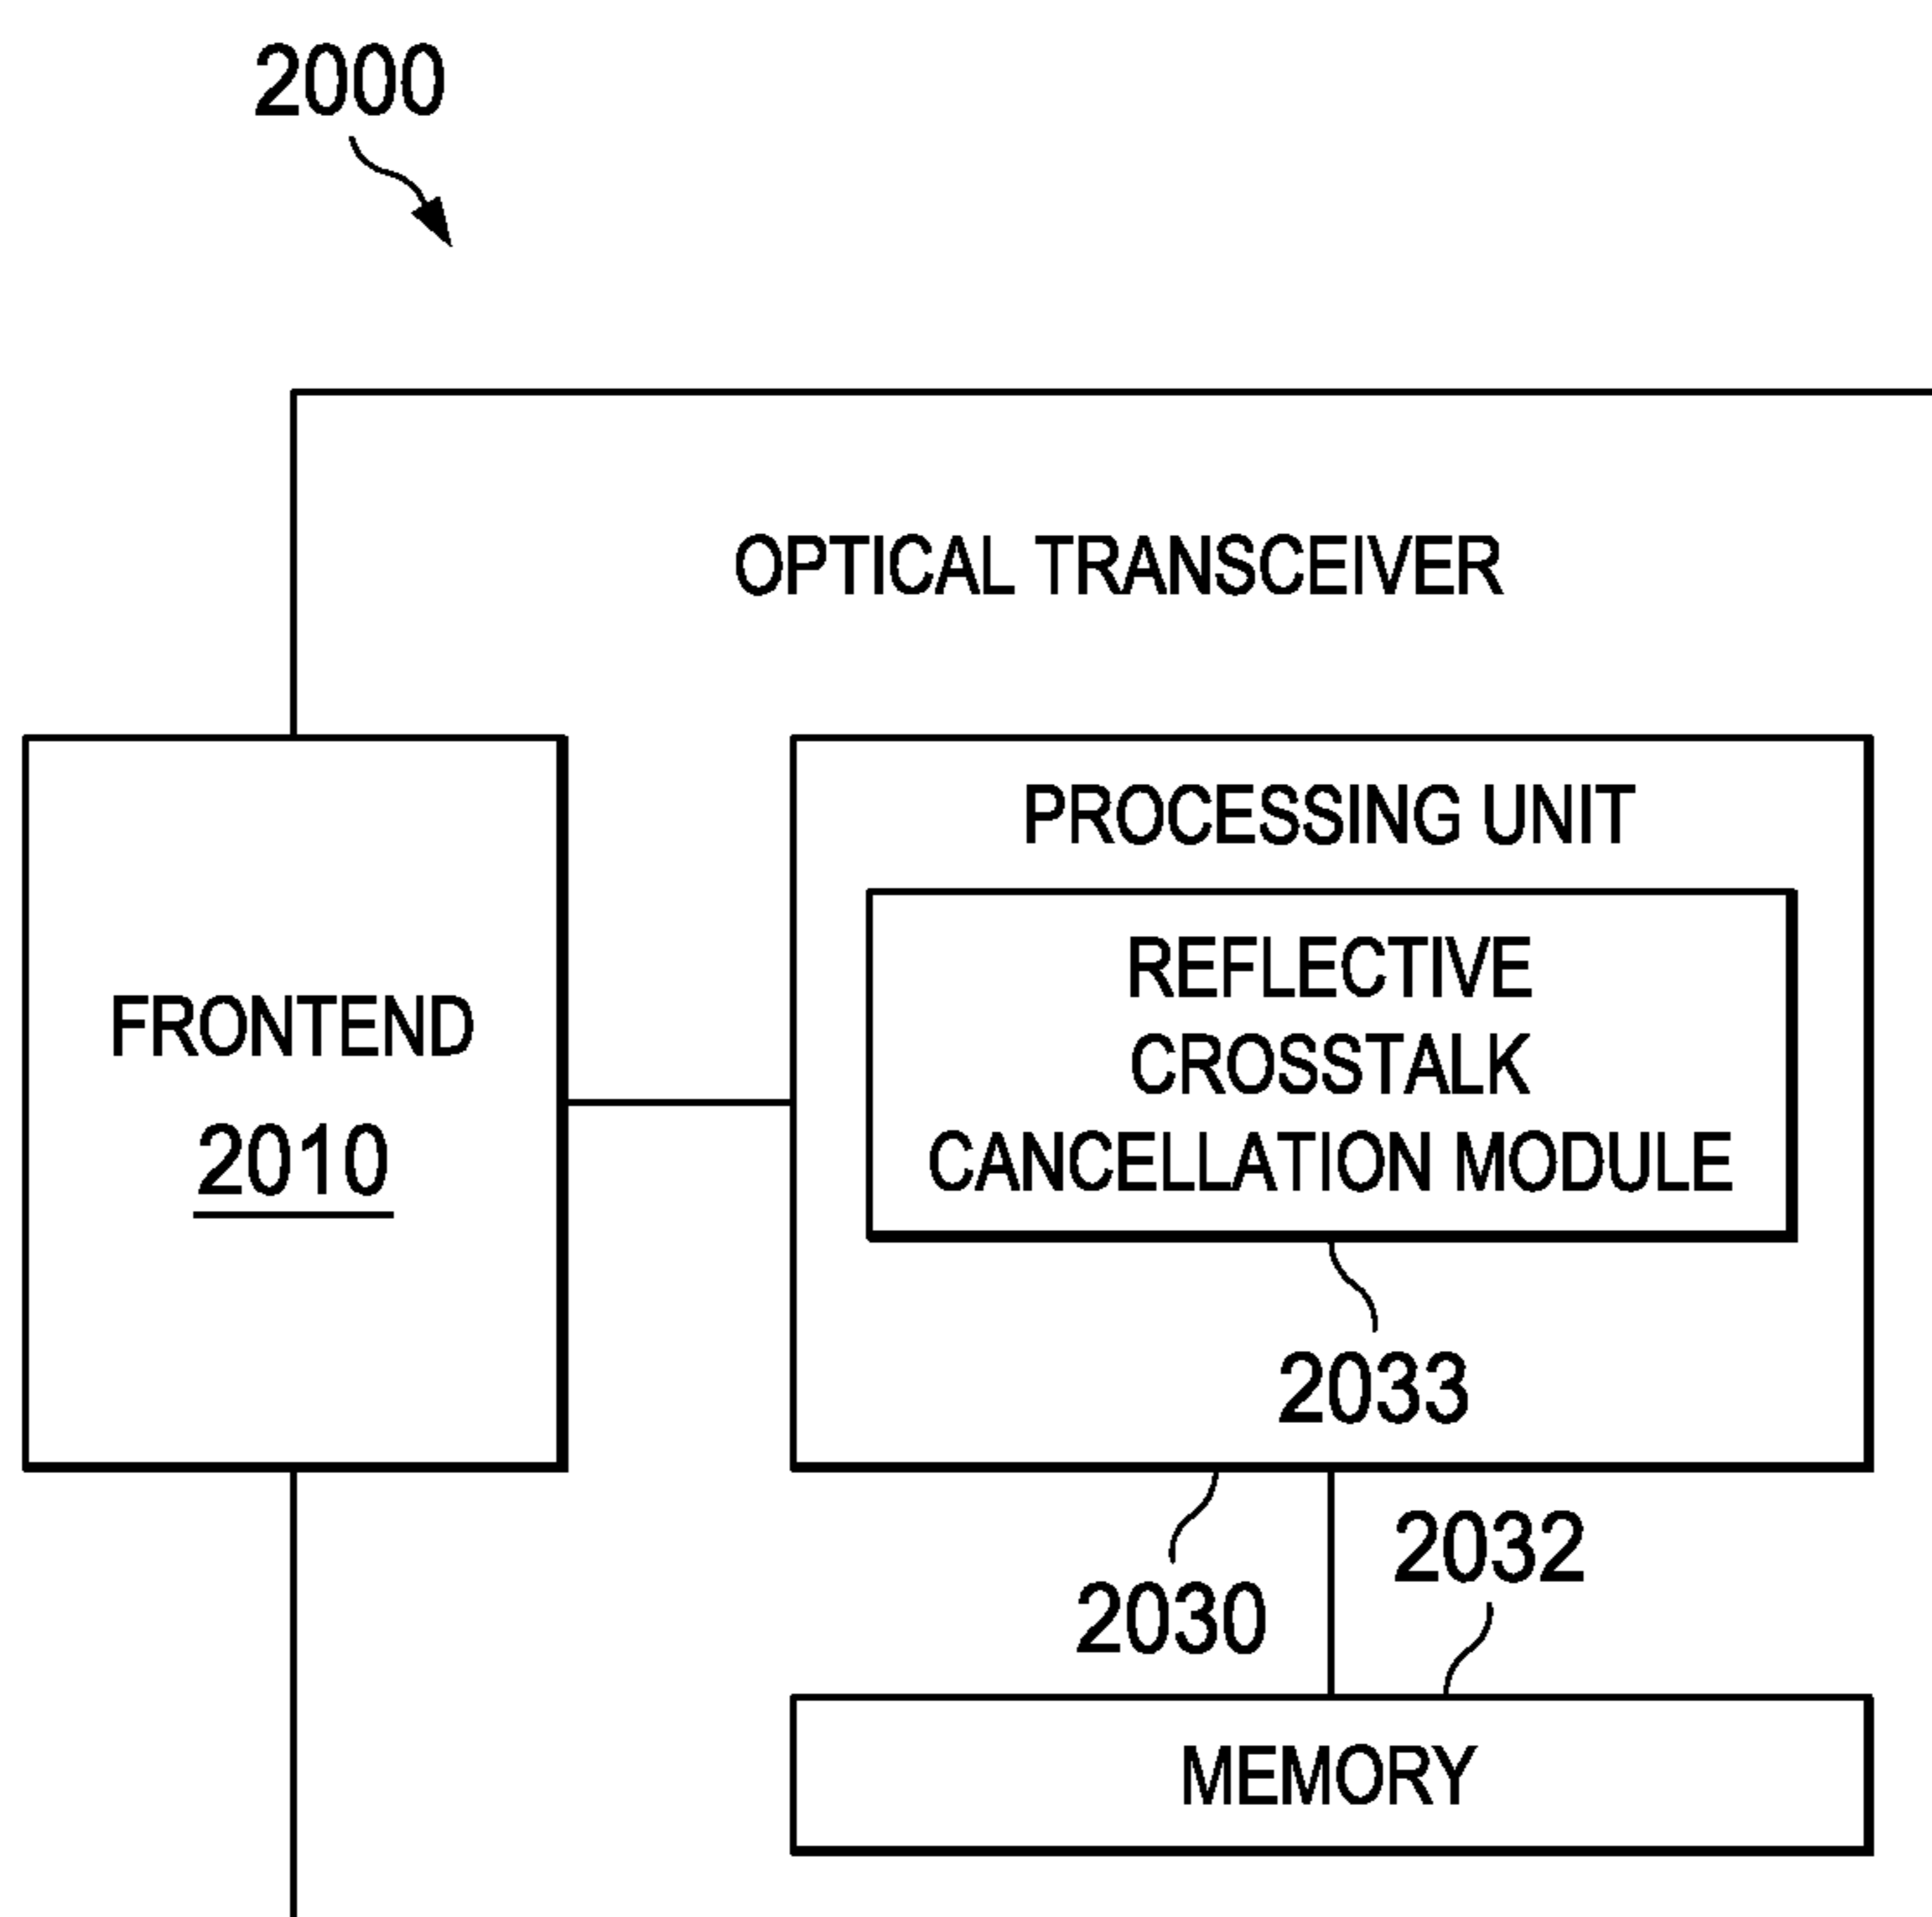 2000
OPTICAL TRANSCEIVER
FRONTEND
2010
PROCESSING UNIT
REFLECTIVE
CROSSTALK
CANCELLATION MODULE
2033
2030
2032
MEMORY